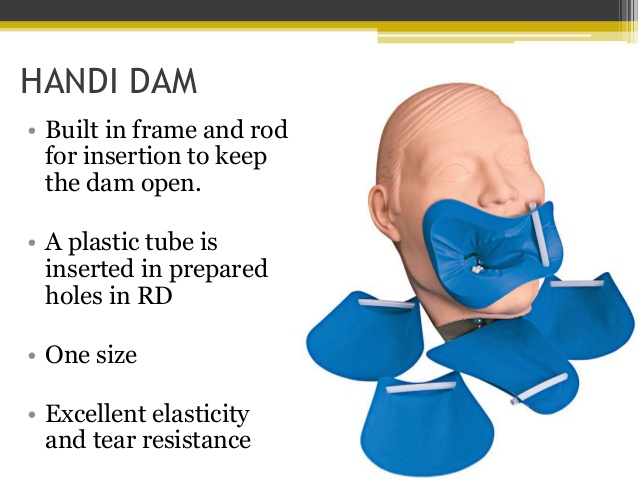 HANDI DAM
• Built in frame and rod
for insertion to keep
the dam open.
• A plastic tube is
inserted in prepared
holes in RD
• One size
• Excellent elasticity
and tear resistance